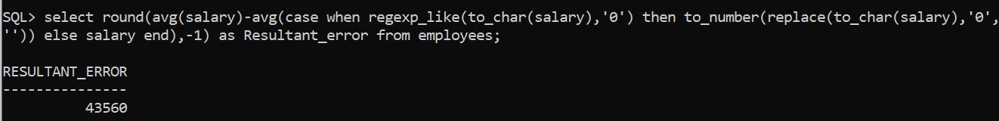 SQL> select round(avg(salary)-avg(case when regexp_like(to_char(salary),'0') then to_number(replace(to_char(salary),'0',
'')) else salary end),-1) as Resultant_error from employees;
RESULTANT_ERROR
---------------
43560